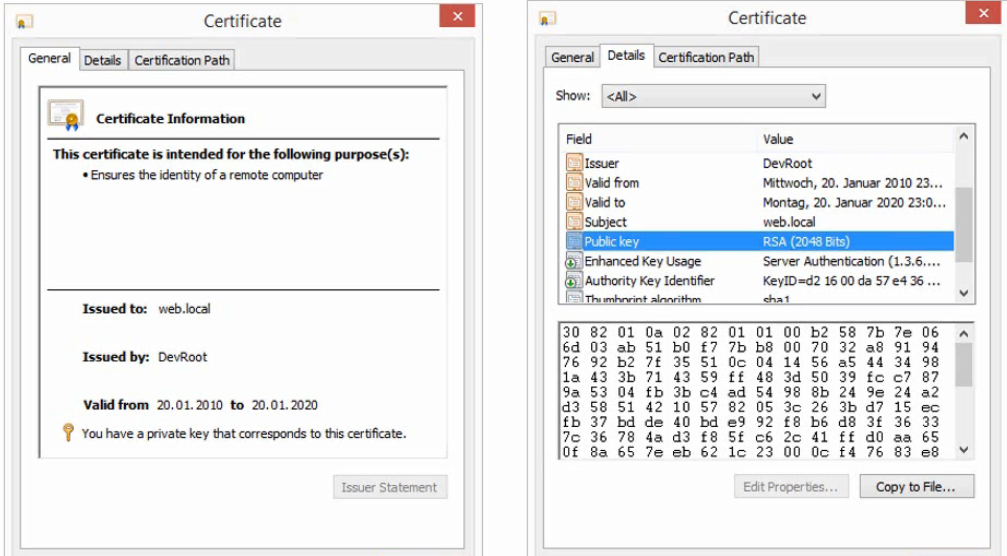 Certificate
General Details Certification Path
Certificate Information
This certificate is intended for the following purpose(s):
• Ensures the identity of a remote computer
Issued to: web.local
Issued by: DevRoot
Valid from 20.01.2010 to 20.01.2020
You have a private key that corresponds to this certificate.
Issuer Statement
Certificate
General Details Certification Path
Show: <All>
Field Value
Issuer DevRoot
Valid from Mittwoch, 20. Januar 2010 23...
Valid to Montag, 20. Januar 2020 23:0...
Subject web.local
Public key RSA (2048 Bits)
Enhanced Key Usage Server Authentication (1.3.6....
Authority Key Identifier KeyID=d2 16 00 da 57 e4 36 ...
Thumbprint algorithm sha1
30 82 01 0a 02 82 01 01 00 b2 58 7b 7e 06
6d 03 ab 51 b0 f7 7b b8 00 70 32 a8 91 94
76 92 b2 7f 35 51 0c 04 14 56 a5 44 34 98
1a 43 3b 71 43 59 ff 48 3d 50 39 fc c7 87
9a 53 04 fb 3b c4 ad 54 98 8b 24 9e 24 a2
d3 58 51 42 10 57 82 05 3c 26 3b d7 15 ec
fb 37 bd de 40 bd e9 92 f8 b6 d8 3f 36 33
7c 36 78 4a d3 f8 5f c6 2c 41 ff d0 aa 65
0f 8a 65 7e eb 62 1c 23 00 0c f4 76 83 e8
Edit Properties... Copy to File...